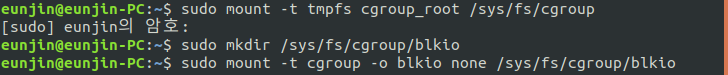 eunjin@eunjin-PC:~$ sudo mount -t tmpfs cgroup_root /sys/fs/cgroup
[sudo] eunjin의 암호:
eunjin@eunjin-PC:~$ sudo mkdir /sys/fs/cgroup/blkio
eunjin@eunjin-PC:~$ sudo mount -t cgroup -o blkio none /sys/fs/cgroup/blkio